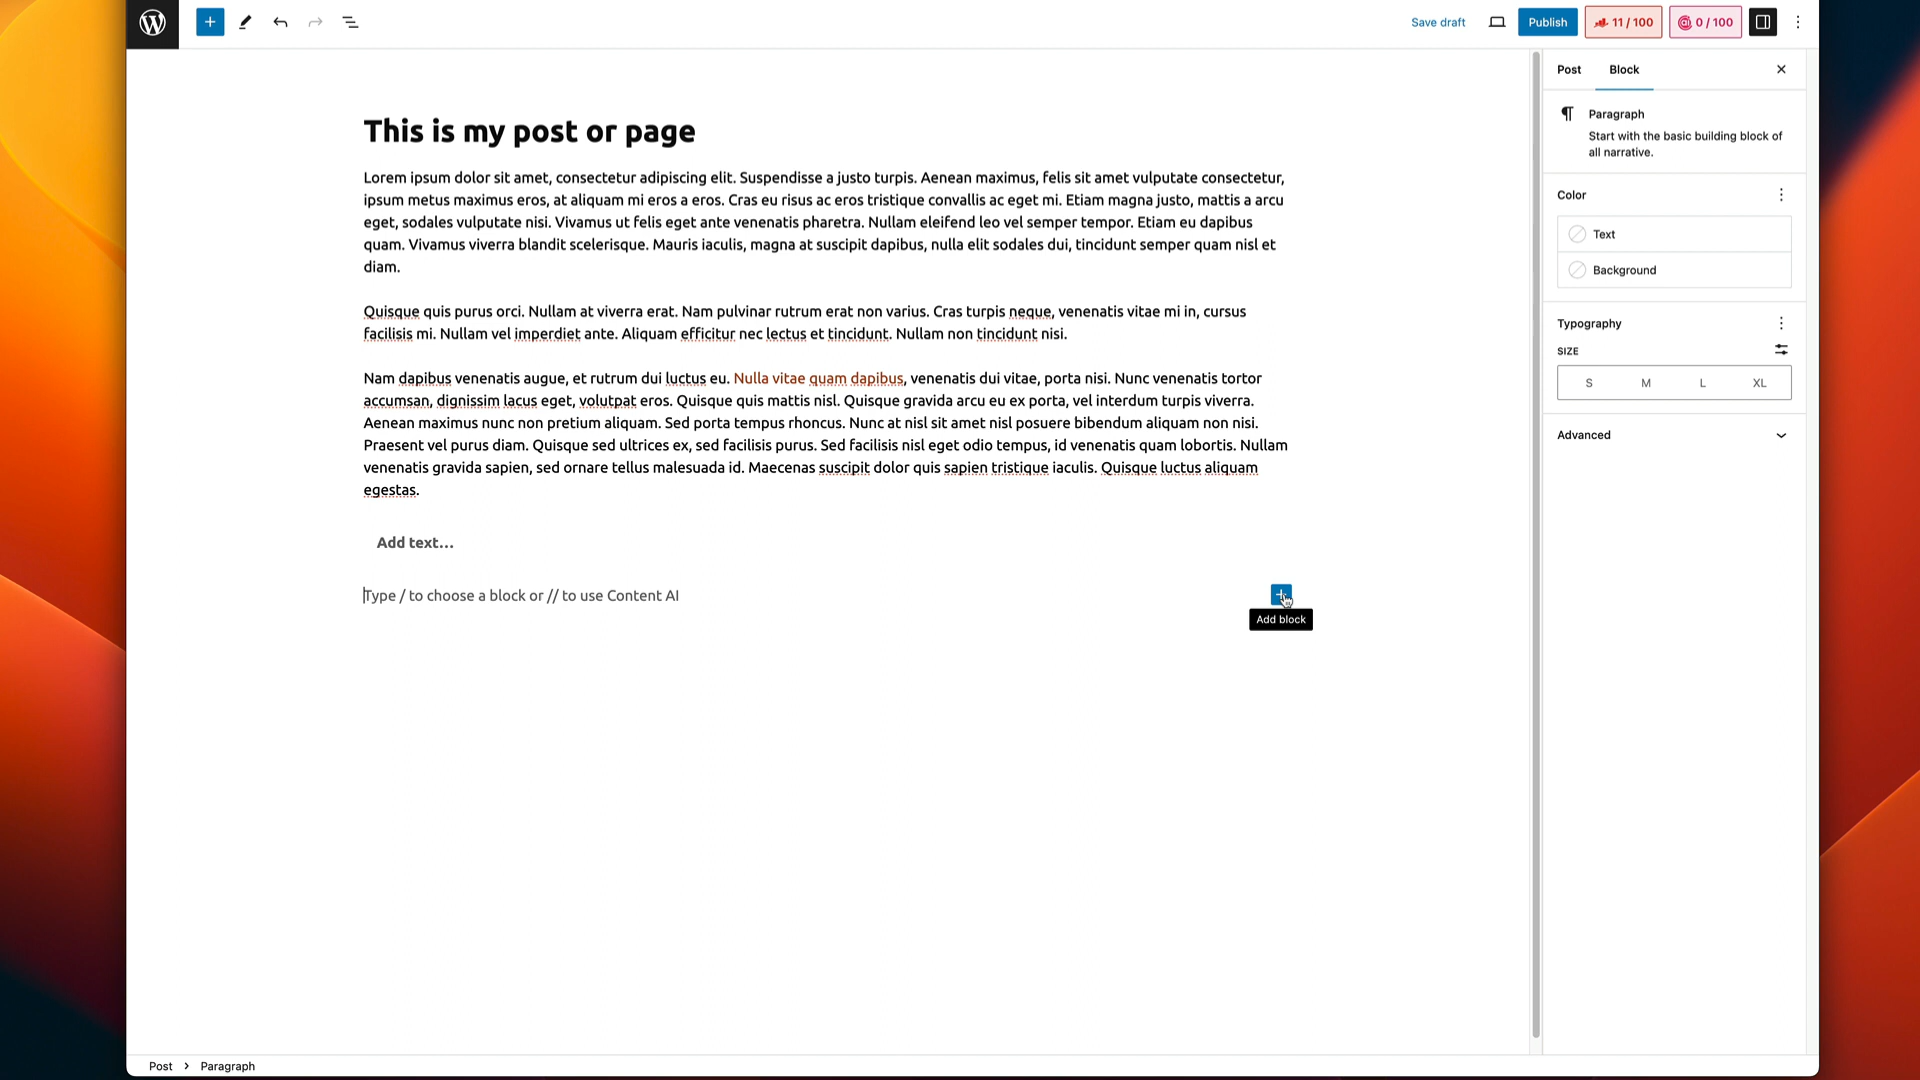 Save draft
Publish
11 / 100
0 / 100
Post
Block
This is my post or page
Lorem ipsum dolor sit amet, consectetur adipiscing elit. Suspendisse a justo turpis. Aenean maximus, felis sit amet vulputate consectetur,
ipsum metus maximus eros, at aliquam mi eros a eros. Cras eu risus ac eros tristique convallis ac eget mi. Etiam magna justo, mattis a arcu
eget, sodales vulputate nisi. Vivamus ut felis eget ante venenatis pharetra. Nullam eleifend leo vel semper tempor. Etiam eu dapibus
quam. Vivamus viverra blandit scelerisque. Mauris iaculis, magna at suscipit dapibus, nulla elit sodales dui, tincidunt semper quam nisl et
diam.
Quisque quis purus orci. Nullam at viverra erat. Nam pulvinar rutrum erat non varius. Cras turpis neque, venenatis vitae mi in, cursus
facilisis mi. Nullam vel imperdiet ante. Aliquam efficitur nec lectus et tincidunt. Nullam non tincidunt nisi.
Nam dapibus venenatis augue, et rutrum dui luctus eu. Nulla vitae quam dapibus, venenatis dui vitae, porta nisi. Nunc venenatis tortor
accumsan, dignissim lacus eget, volutpat eros. Quisque quis mattis nisl. Quisque gravida arcu eu ex porta, vel interdum turpis viverra.
Aenean maximus nunc non pretium aliquam. Sed porta tempus rhoncus. Nunc at nisl sit amet nisl posuere bibendum aliquam non nisi.
Praesent vel purus diam. Quisque sed ultrices ex, sed facilisis purus. Sed facilisis nisl eget odio tempus, id venenatis quam lobortis. Nullam
venenatis gravida sapien, sed ornare tellus malesuada id. Maecenas suscipit dolor quis sapien tristique iaculis. Quisque luctus aliquam
egestas.
Add text...
Type / to choose a block or // to use Content AI
Add block
Paragraph
Start with the basic building block of
all narrative.
Color
Text
Background
Typography
SIZE
S M L XL
Advanced
Post > Paragraph